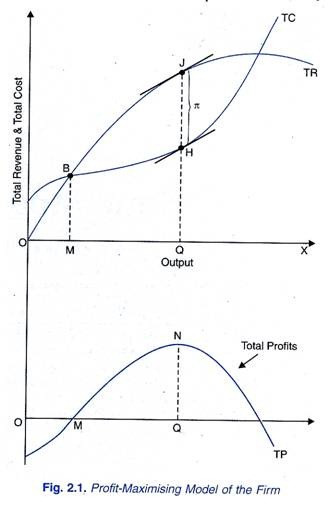 TC
TR
J
π
B
H
Total Revenue & Total Cost
O
M
Q
X
Output
N
Total Profits
O
M
Q
TP
Fig. 2.1. Profit-Maximising Model of the Firm